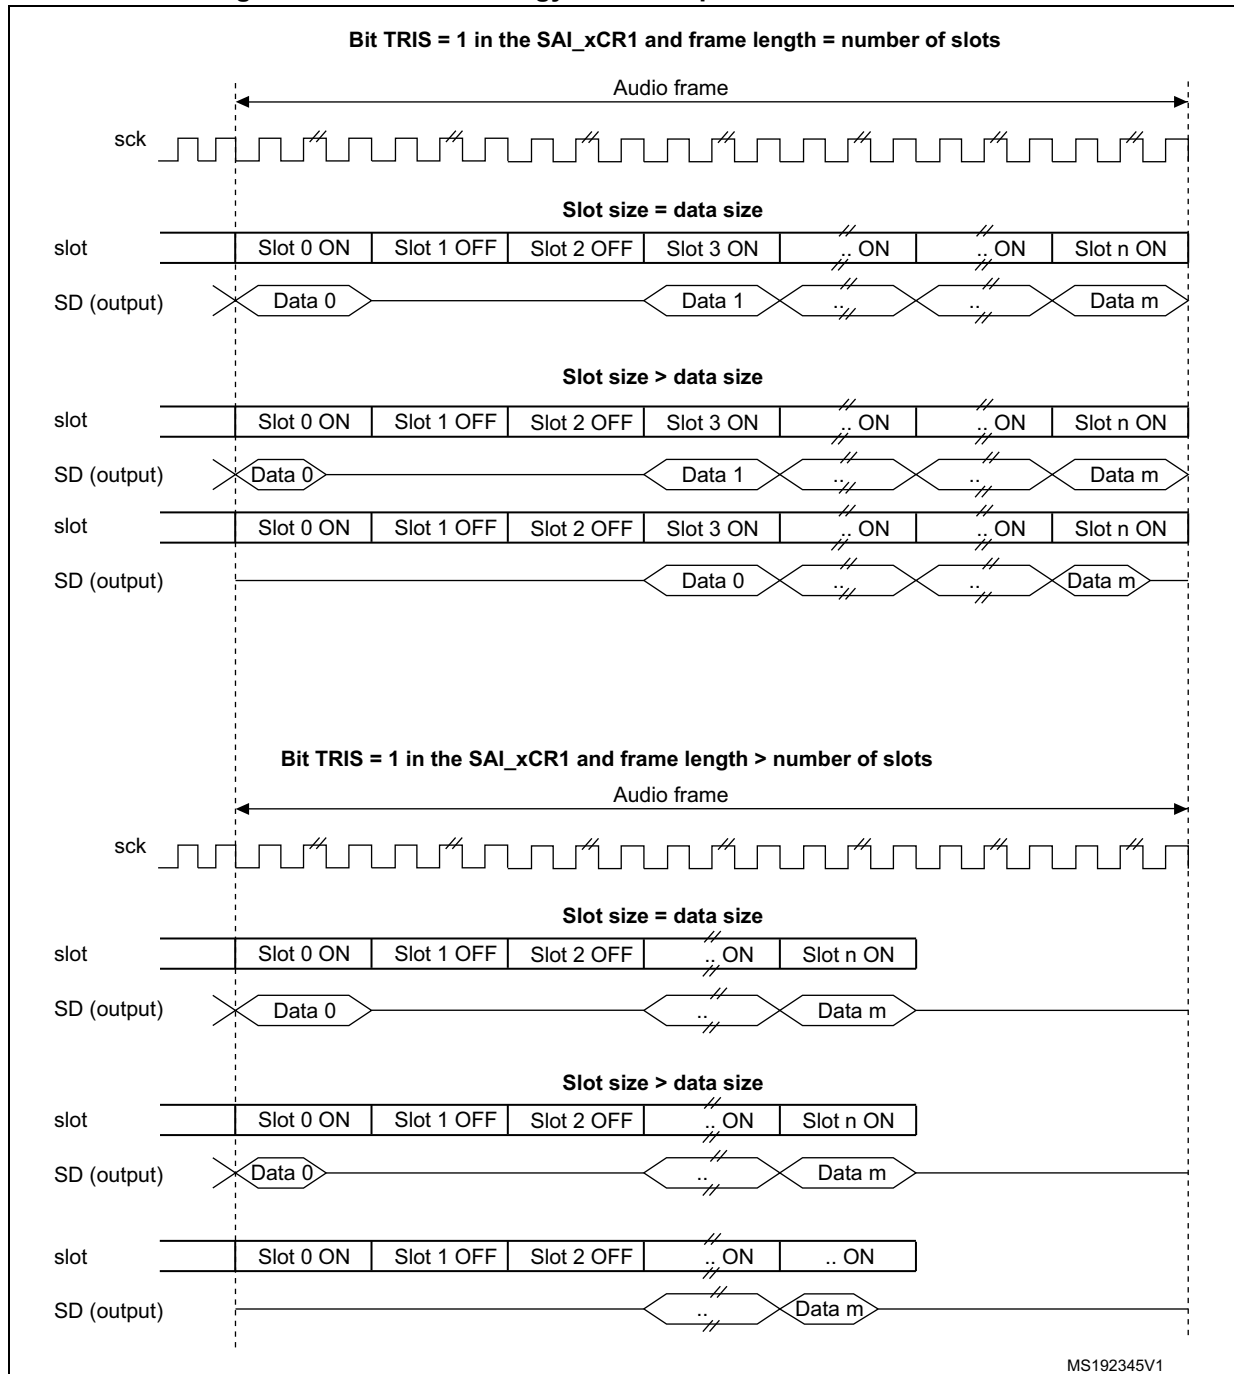 Bit TRIS = 1 in the SAI_xCR1 and frame length = number of slots
Audio frame
sck
Slot size = data size
slot Slot 0 ON Slot 1 OFF Slot 2 OFF Slot 3 ON .. ON .. ON Slot n ON
SD (output) Data 0 Data 1 .. .. Data m
Slot size > data size
slot Slot 0 ON Slot 1 OFF Slot 2 OFF Slot 3 ON .. ON .. ON Slot n ON
SD (output) Data 0 Data 1 .. .. Data m
slot Slot 0 ON Slot 1 OFF Slot 2 OFF Slot 3 ON .. ON .. ON Slot n ON
SD (output) Data 0 .. .. Data m
Bit TRIS = 1 in the SAI_xCR1 and frame length > number of slots
Audio frame
sck
Slot size = data size
slot Slot 0 ON Slot 1 OFF Slot 2 OFF .. ON Slot n ON
SD (output) Data 0 .. Data m
Slot size > data size
slot Slot 0 ON Slot 1 OFF Slot 2 OFF .. ON Slot n ON
SD (output) Data 0 .. Data m
slot Slot 0 ON Slot 1 OFF Slot 2 OFF .. ON .. ON
SD (output) .. Data m
MS192345V1